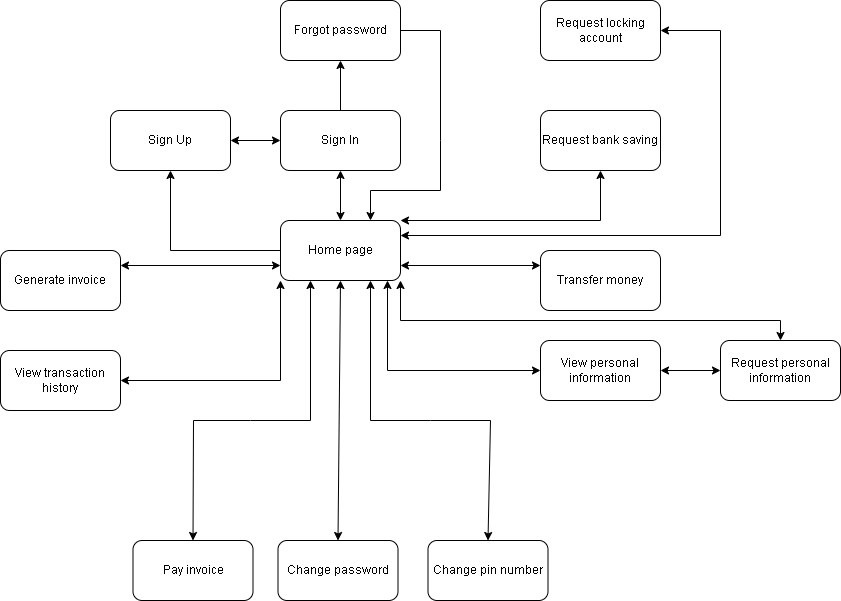 Forgot password
Request locking
account
Sign Up
Sign In
Request bank saving
Home page
Generate invoice
Transfer money
View transaction
history
View personal
information
Request personal
information
Pay invoice
Change password
Change pin number